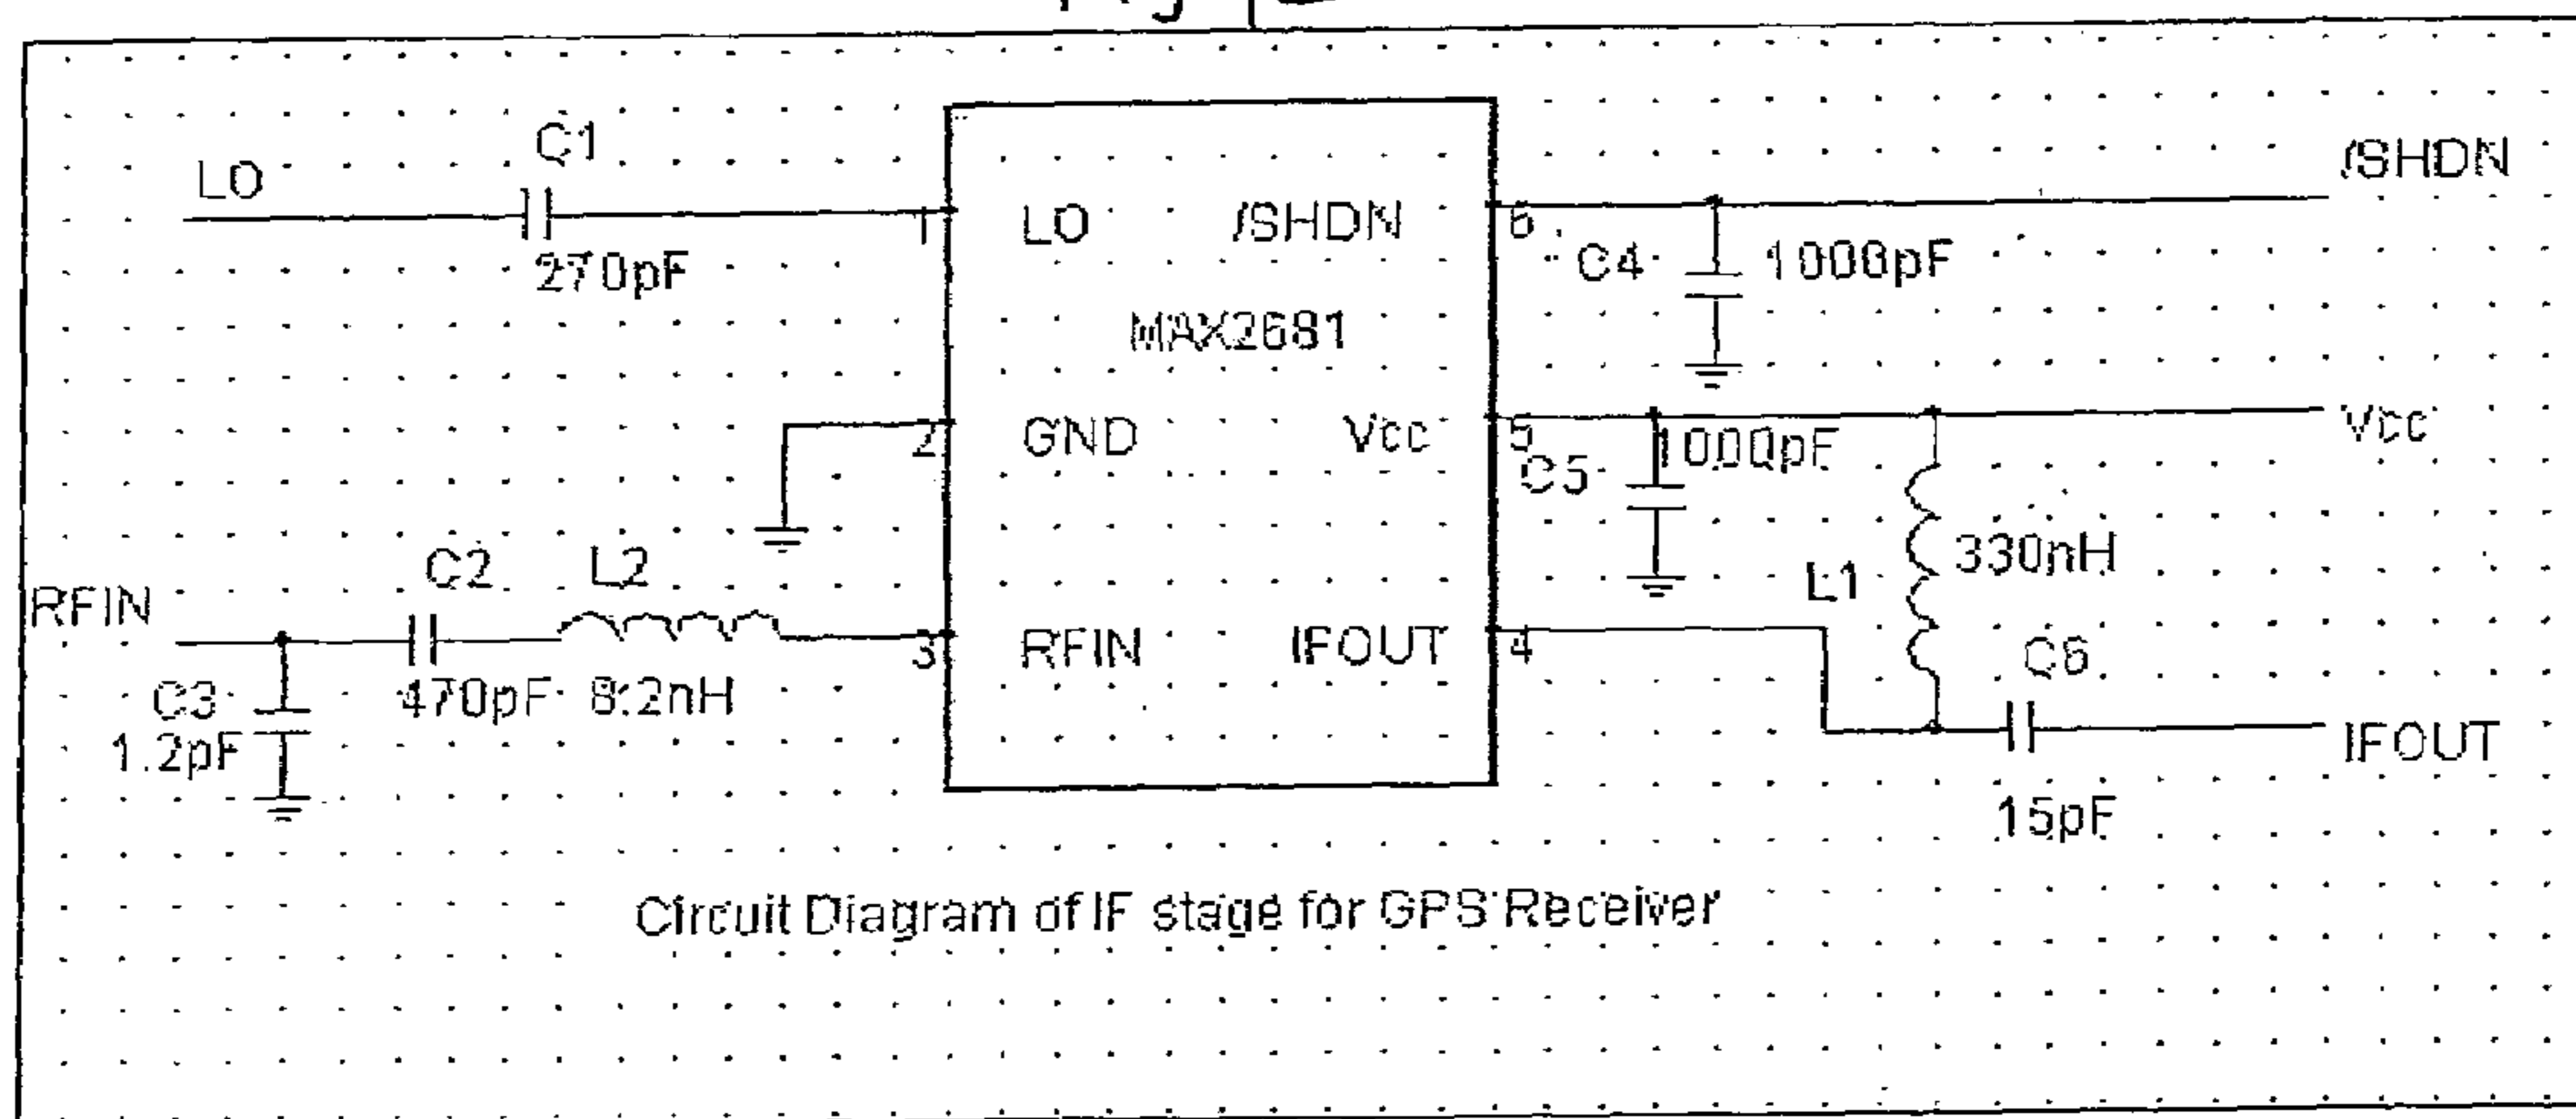 C1
LO
270pF
1
LO
/SHDN
6
/SHDN
C4
1000pF
MAX2681
2
GND
Vcc
5
Vcc
1000pF
C5
330nH
L1
C2
L2
RFIN
3
RFIN
IFOUT
4
C6
C3
470pF
8.2nH
1.2pF
IFOUT
15pF
Circuit Diagram of IF stage for GPS Receiver